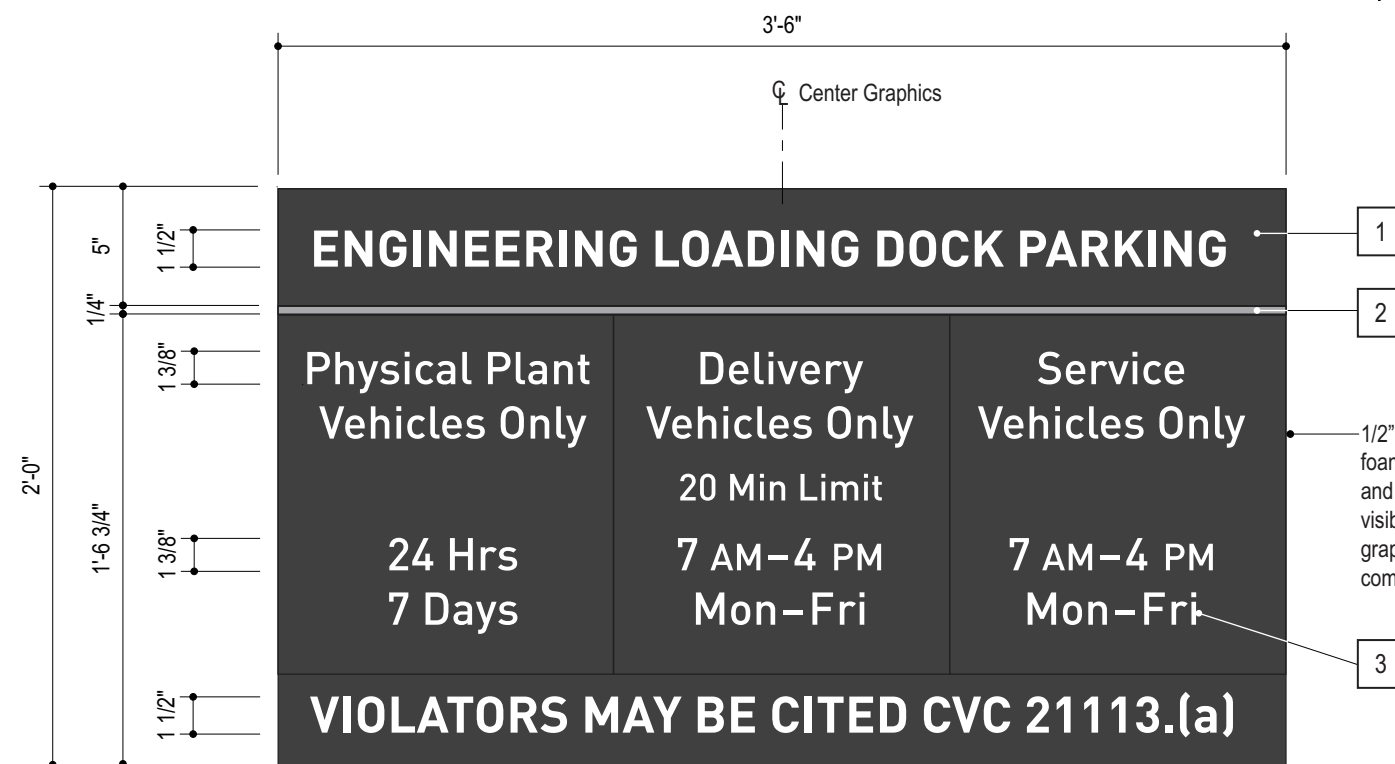 3'-6"
℄ Center Graphics
ENGINEERING LOADING DOCK PARKING
1
5"
1 1/2"
1/4"
2
1 3/8"
Physical Plant
Vehicles Only
Delivery
Vehicles Only
20 Min Limit
Service
Vehicles Only
2'-0"
1'-6 3/4"
1 3/8"
24 Hrs
7 Days
7 AM–4 PM
Mon–Fri
7 AM–4 PM
Mon–Fri
1/2"
and
3
1 1/2"
VIOLATORS MAY BE CITED CVC 21113.(a)